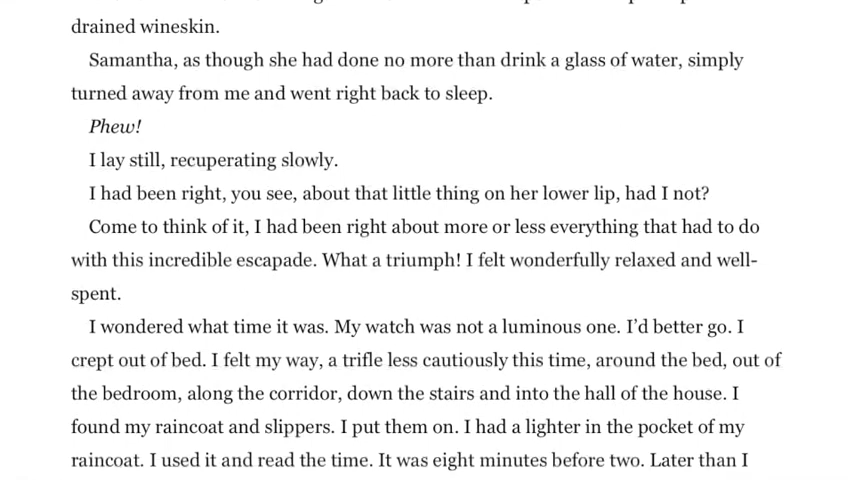 drained wineskin.
Samantha, as though she had done no more than drink a glass of water, simply
turned away from me and went right back to sleep.
Phew!
I lay still, recuperating slowly.
I had been right, you see, about that little thing on her lower lip, had I not?
Come to think of it, I had been right about more or less everything that had to do
with this incredible escapade. What a triumph! I felt wonderfully relaxed and well-
spent.
I wondered what time it was. My watch was not a luminous one. I’d better go. I
crept out of bed. I felt my way, a trifle less cautiously this time, around the bed, out of
the bedroom, along the corridor, down the stairs and into the hall of the house. I
found my raincoat and slippers. I put them on. I had a lighter in the pocket of my
raincoat. I used it and read the time. It was eight minutes before two. Later than I